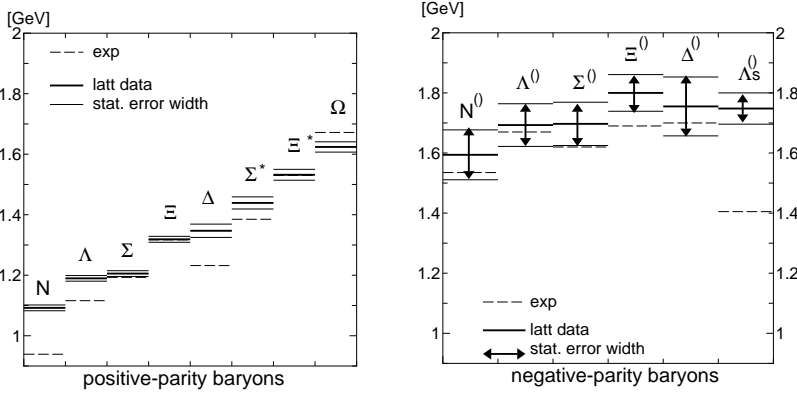 [GeV]
2
1.8
1.6
1.4
1.2
1
exp
latt data
stat. error width
N
Λ
Σ
Ξ
Δ
Σ*
Ξ*
Ω
positive-parity baryons
[GeV]
2
1.8
1.6
1.4
1.2
1
N()
Λ()
Σ()
Ξ()
Δ()
Λs()
2
1.8
1.6
1.4
1.2
1
exp
latt data
stat. error width
negative-parity baryons